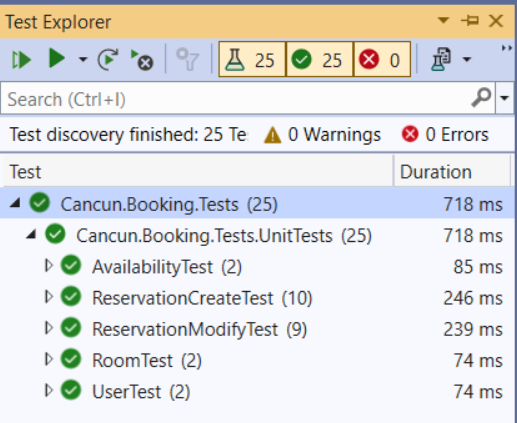 Test Explorer
25 25 0
Search (Ctrl+I)
Test discovery finished: 25 Te 0 Warnings 0 Errors
Test Duration
Cancun.Booking.Tests (25) 718 ms
Cancun.Booking.Tests.UnitTests (25) 718 ms
AvailabilityTest (2) 85 ms
ReservationCreateTest (10) 246 ms
ReservationModifyTest (9) 239 ms
RoomTest (2) 74 ms
UserTest (2) 74 ms